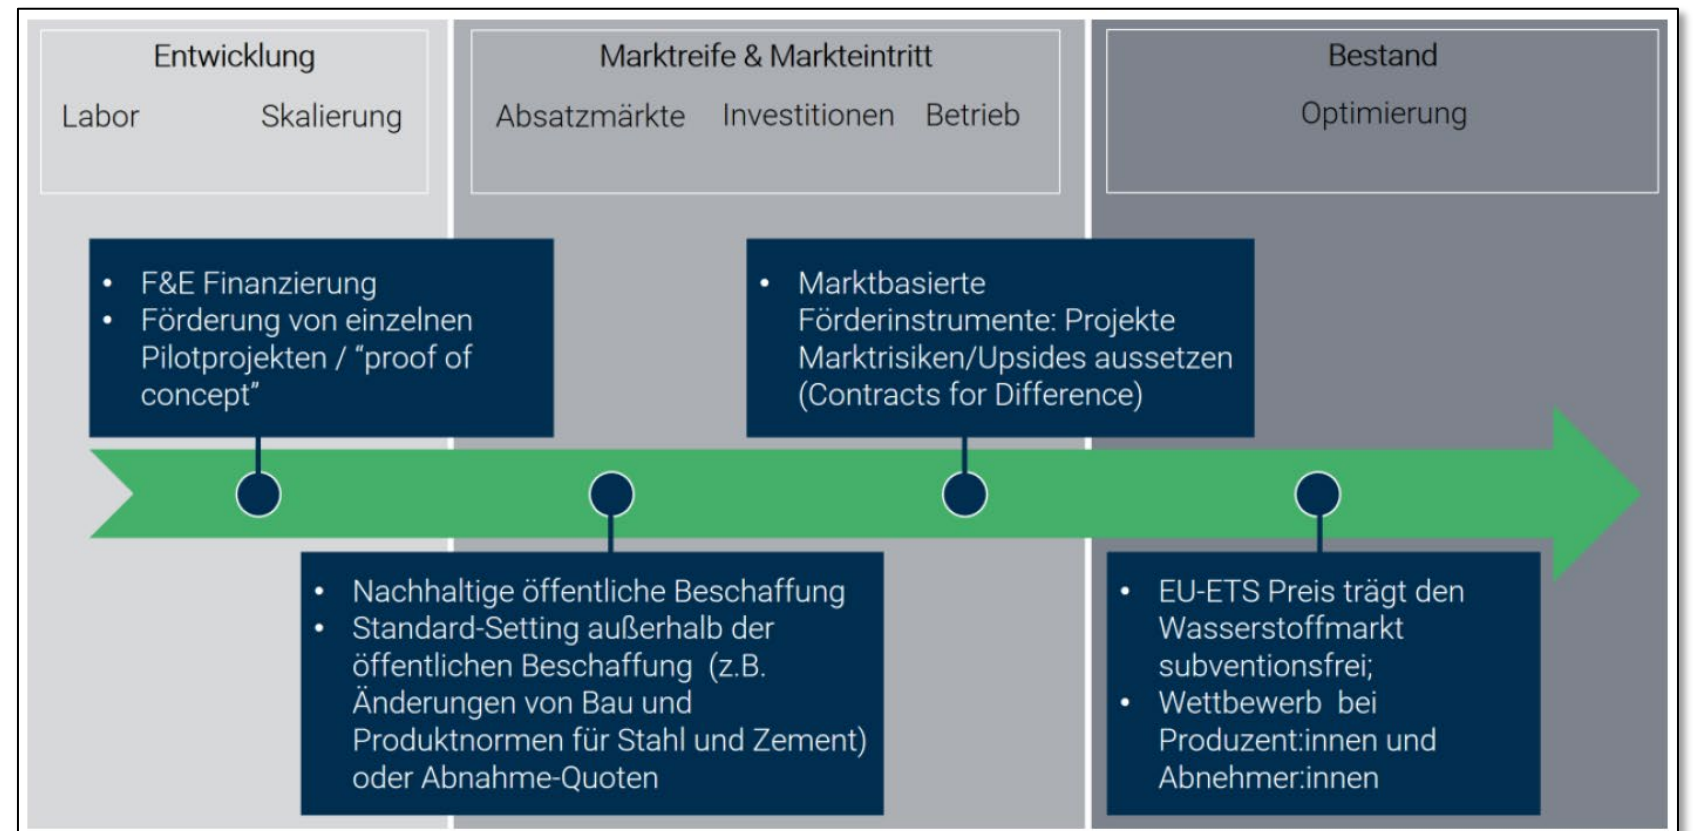 Entwicklung
Labor
Skalierung
Marktreife & Markteintritt
Absatzmärkte
Investitionen
Betrieb
Bestand
Optimierung
• F&E Finanzierung
• Förderung von einzelnen
Pilotprojekten / “proof of
concept”
• Marktbasierte
Förderinstrumente: Projekte
Marktrisiken/Upsides aussetzen
(Contracts for Difference)
• Nachhaltige öffentliche Beschaffung
• Standard-Setting außerhalb der
öffentlichen Beschaffung (z.B.
Änderungen von Bau und
Produktnormen für Stahl und Zement)
oder Abnahme-Quoten
• EU-ETS Preis trägt den
Wasserstoffmarkt
subventionsfrei;
• Wettbewerb bei
Produzent:innen und
Abnehmer:innen